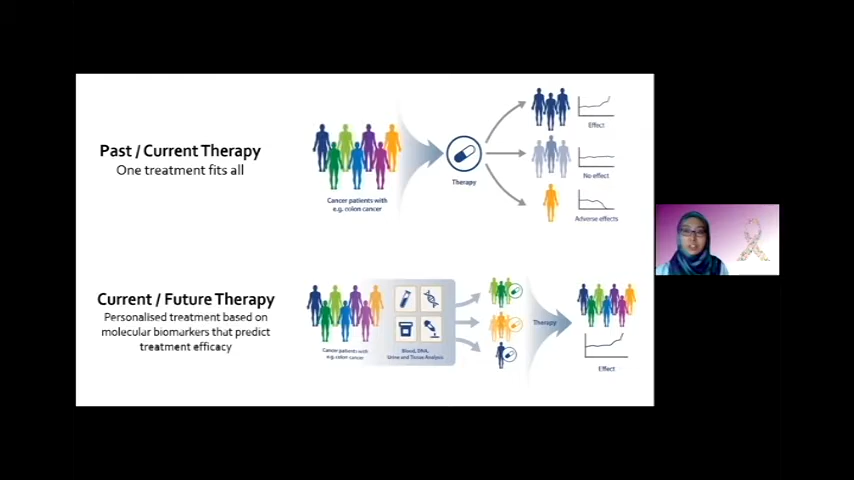 Past / Current Therapy
One treatment fits all
Cancer patients with
e.g. colon cancer
Therapy
Effect
No effect
Adverse effects
Current / Future Therapy
Personalised treatment based on
molecular biomarkers that predict
treatment efficacy
Cancer patients with
e.g. colon cancer
Blood, DNA,
Urine and Tissue Analysis
Therapy
Effect